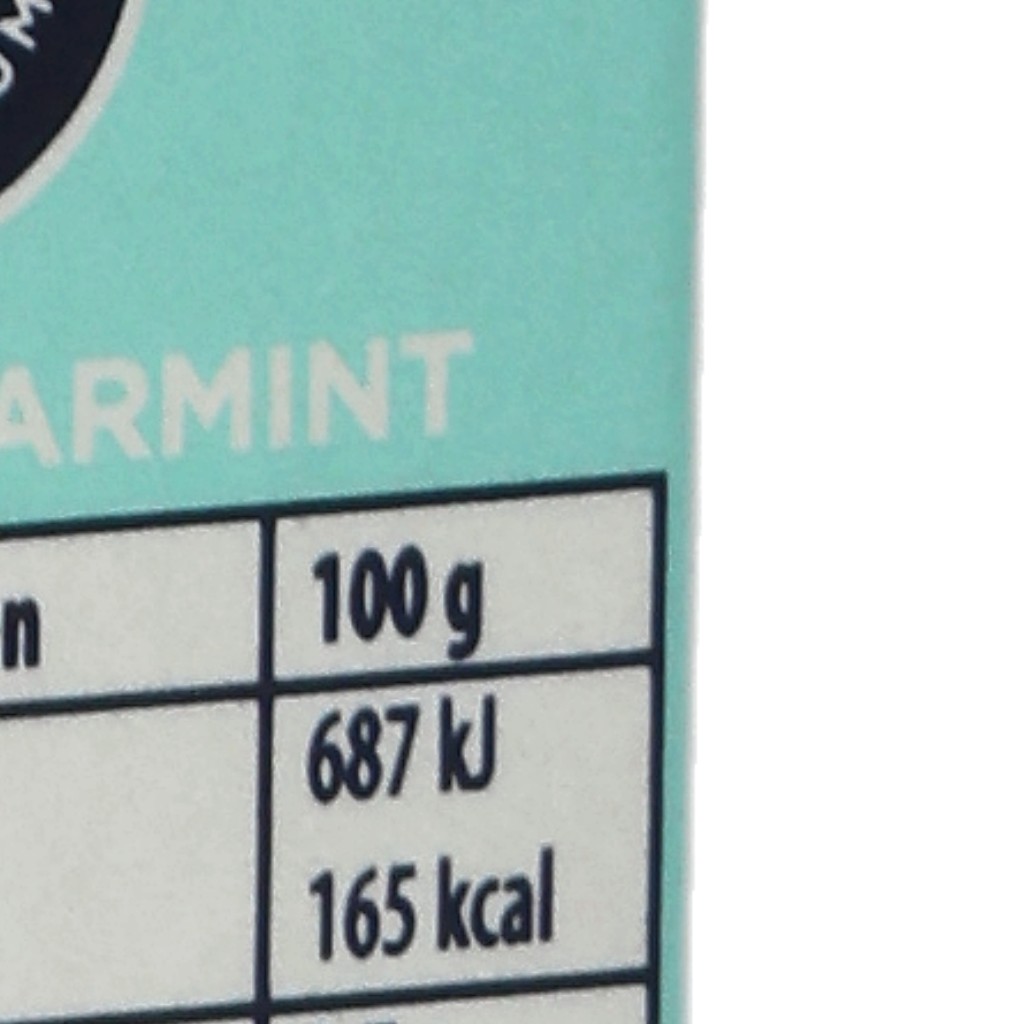 ARMINT
100 g
687 kJ
165 kcal